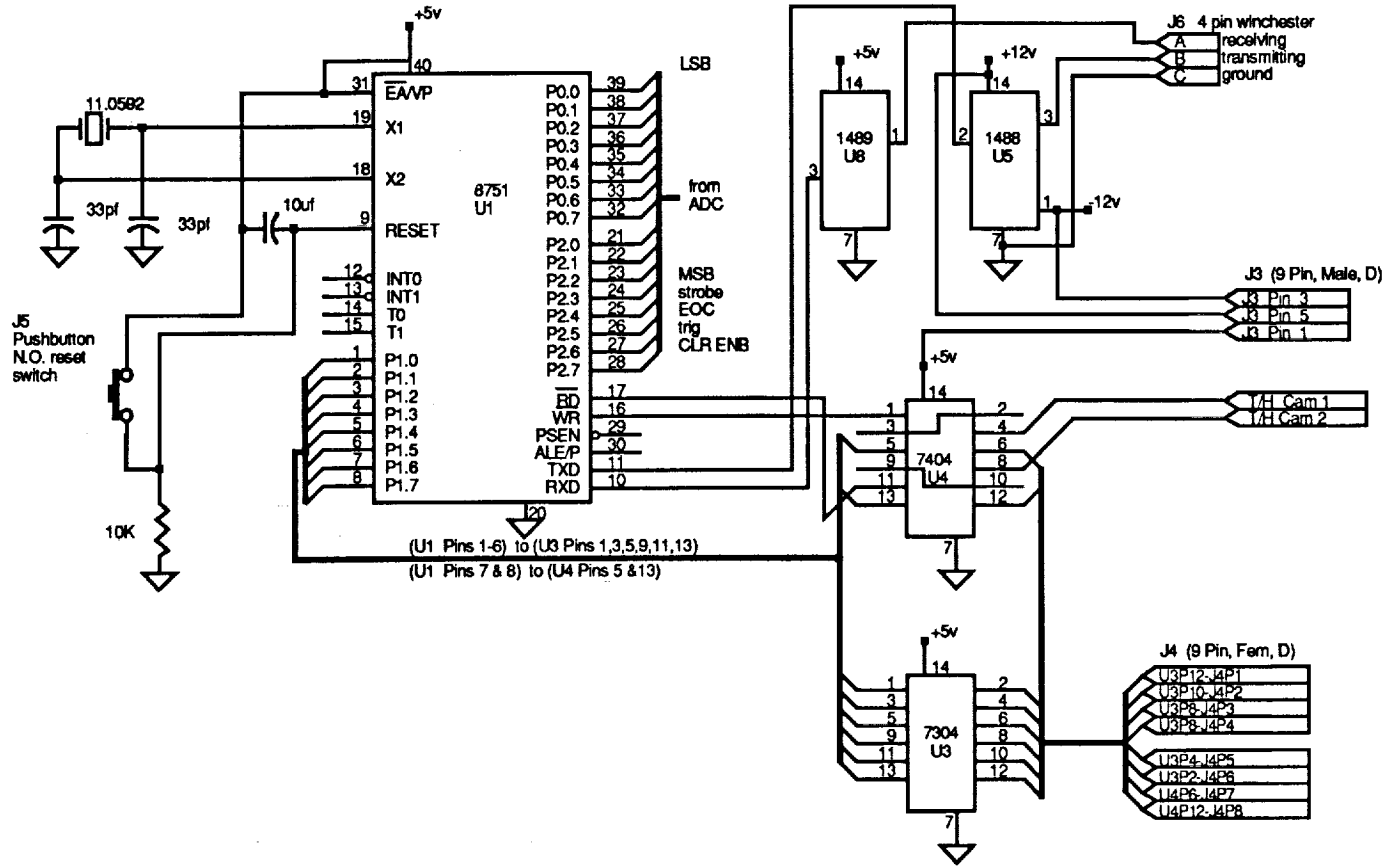 +5v
40
31 EA/VP
11.0592
19 X1
18 X2
33pf
33pf
10uf
9 RESET
8751
U1
12 INT0
13 INT1
14 T0
15 T1
1 P1.0
2 P1.1
3 P1.2
4 P1.3
5 P1.4
6 P1.5
7 P1.6
8 P1.7
P0.0 39
P0.1 38
P0.2 37
P0.3 36
P0.4 35
P0.5 34
P0.6 33
P0.7 32
P2.0 21
P2.1 22
P2.2 23
P2.3 24
P2.4 25
P2.5 26
P2.6 27
P2.7 28
BD 17
WR 16
PSEN 29
ALE/P 30
TXD 11
RXD 10
20
LSB
from
ADC
MSB
strobe
EOC
trig
CLR ENB
J5
Pushbutton
N.O. reset
switch
10K
(U1 Pins 1-6) to (U3 Pins 1,3,5,9,11,13)
(U1 Pins 7 & 8) to (U4 Pins 5 &13)
+5v
14
1489
U6
1
3
7
+12v
14
1488
U5
2
3
1
7
-12v
J6 4 pin winchester
A receiving
B transmitting
C ground
J3 (9 Pin, Male, D)
J3 Pin 3
J3 Pin 5
J3 Pin 1
+5v
14
1 2
3 4
5 6
9 8
11 10
13 12
7404
U4
7
T/H Cam 1
T/H Cam 2
+5v
14
1 2
3 4
5 6
9 8
11 10
13 12
7304
U3
7
J4 (9 Pin, Fem, D)
U3P12-J4P1
U3P10-J4P2
U3P8-J4P3
U3P8-J4P4
U3P4-J4P5
U3P2-J4P6
U4P6-J4P7
U4P12-J4P8